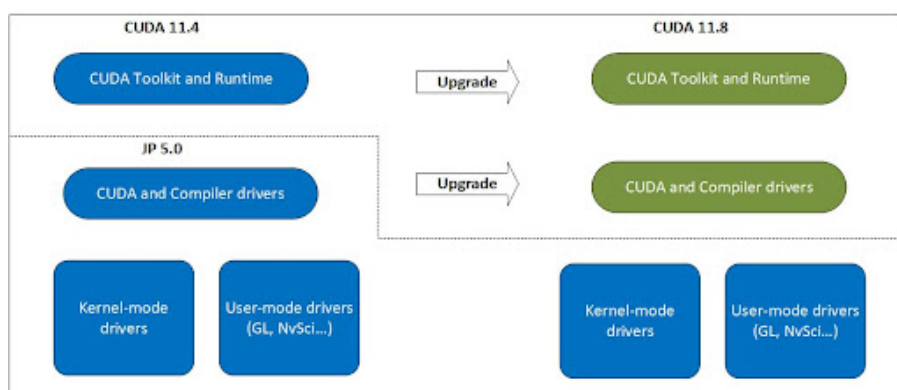 CUDA 11.4
CUDA 11.8
CUDA Toolkit and Runtime
Upgrade
CUDA Toolkit and Runtime
JP 5.0
CUDA and Compiler drivers
Upgrade
CUDA and Compiler drivers
Kernel-mode
drivers
User-mode drivers
(GL, NvSci...)
Kernel-mode
drivers
User-mode drivers
(GL, NvSci...)